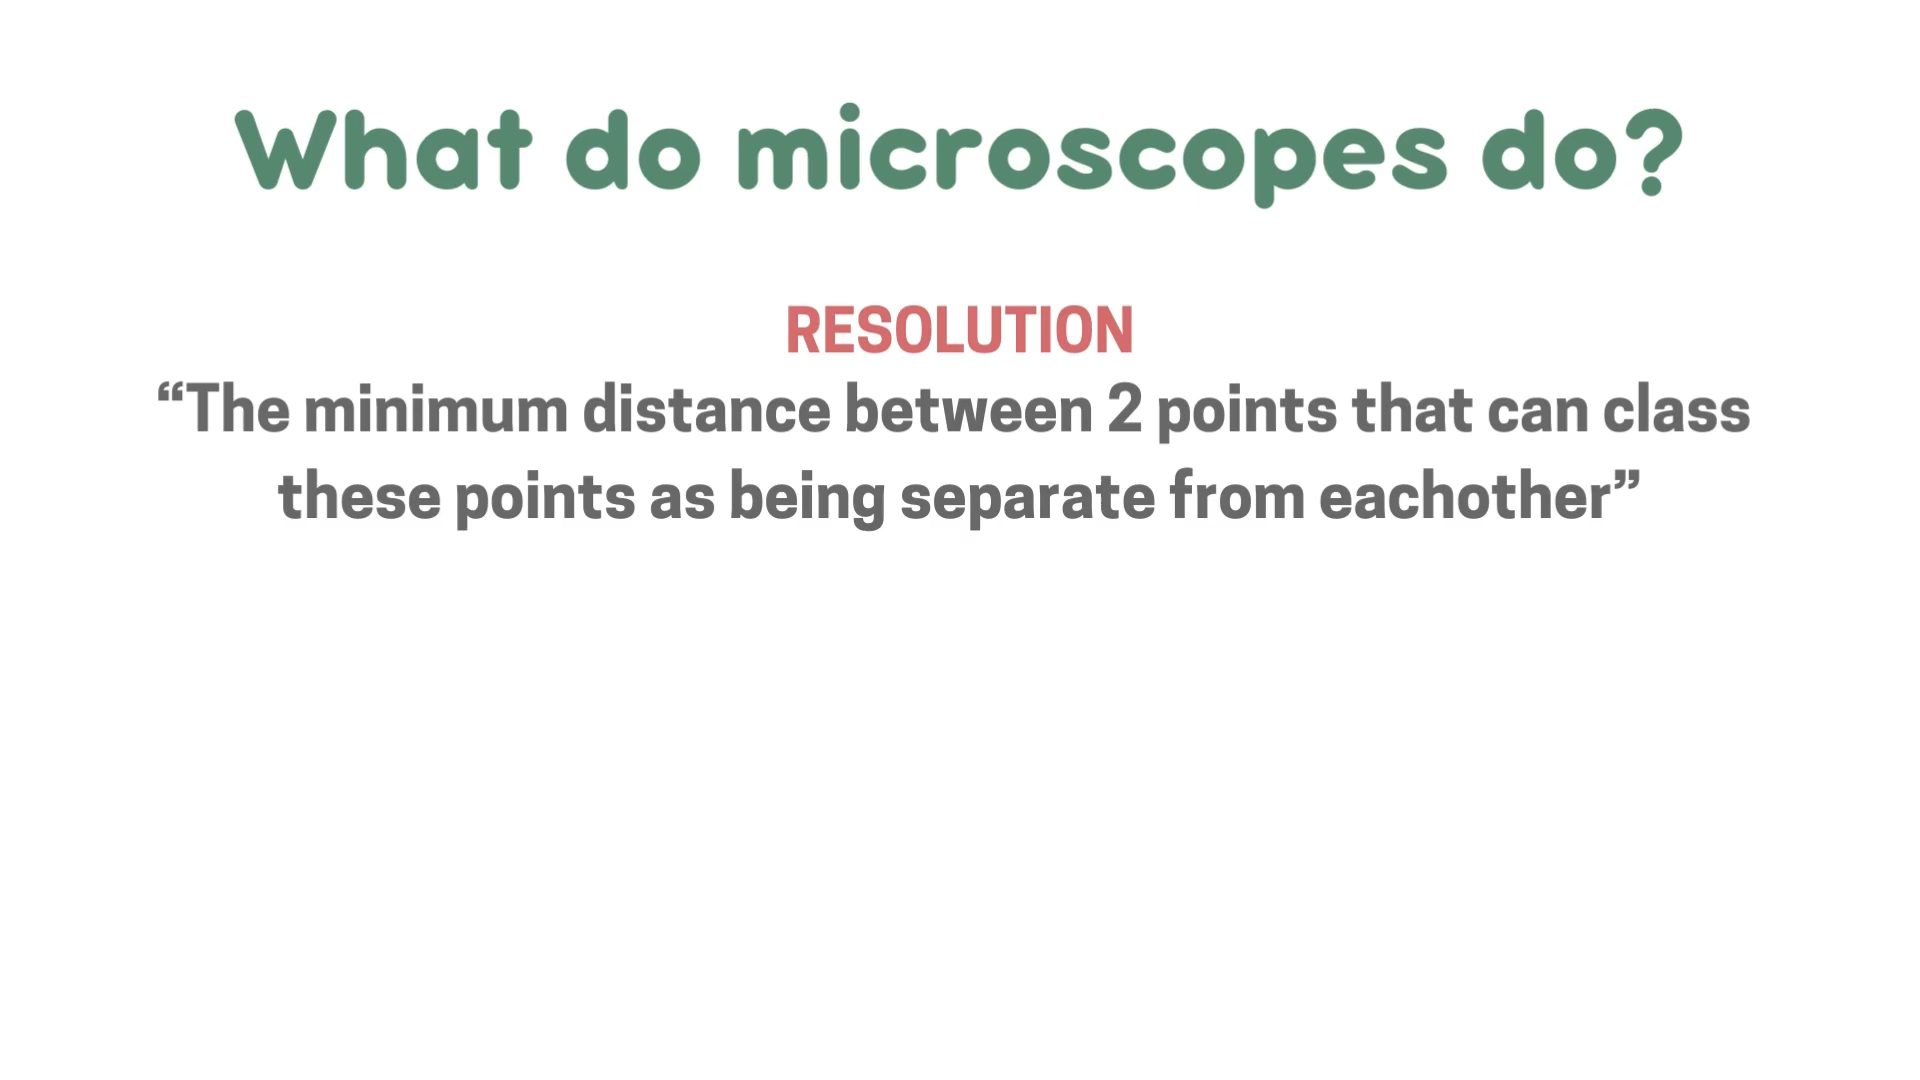 What do microscopes do?
RESOLUTION
“The minimum distance between 2 points that can class
these points as being separate from eachother”